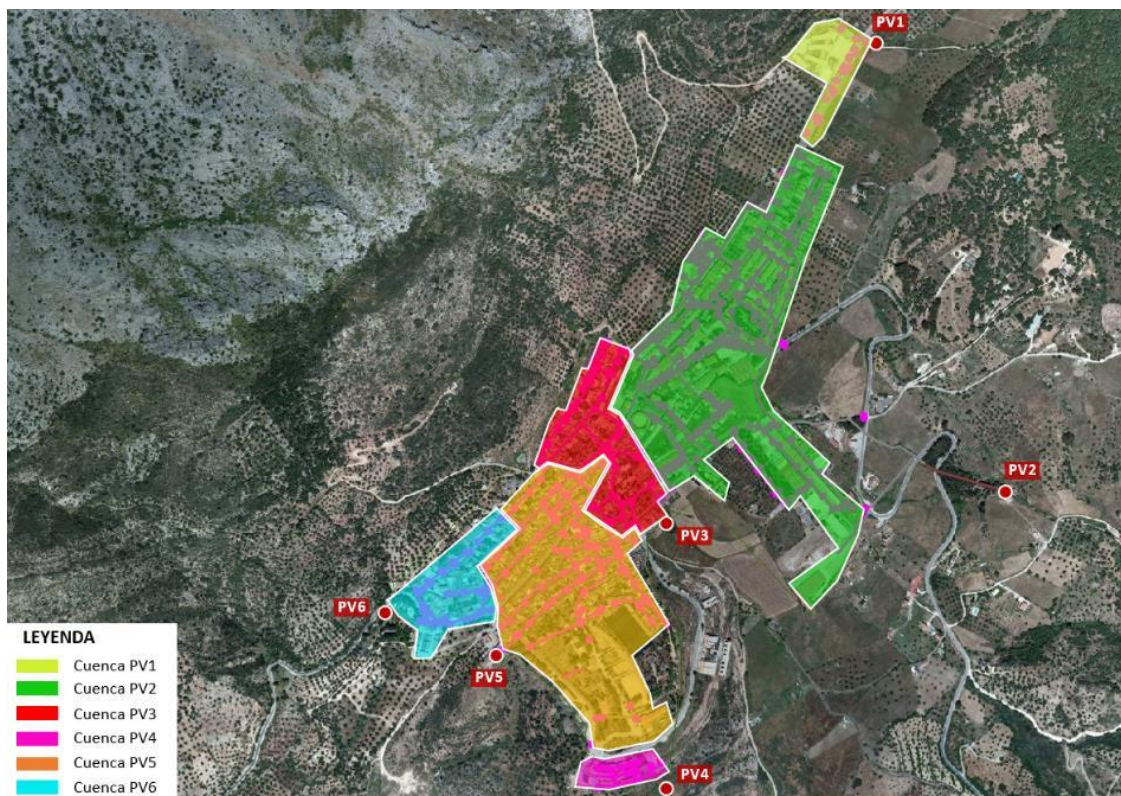 PV1
PV2
PV3
PV6
PV5
PV4
LEYENDA
Cuenca PV1
Cuenca PV2
Cuenca PV3
Cuenca PV4
Cuenca PV5
Cuenca PV6